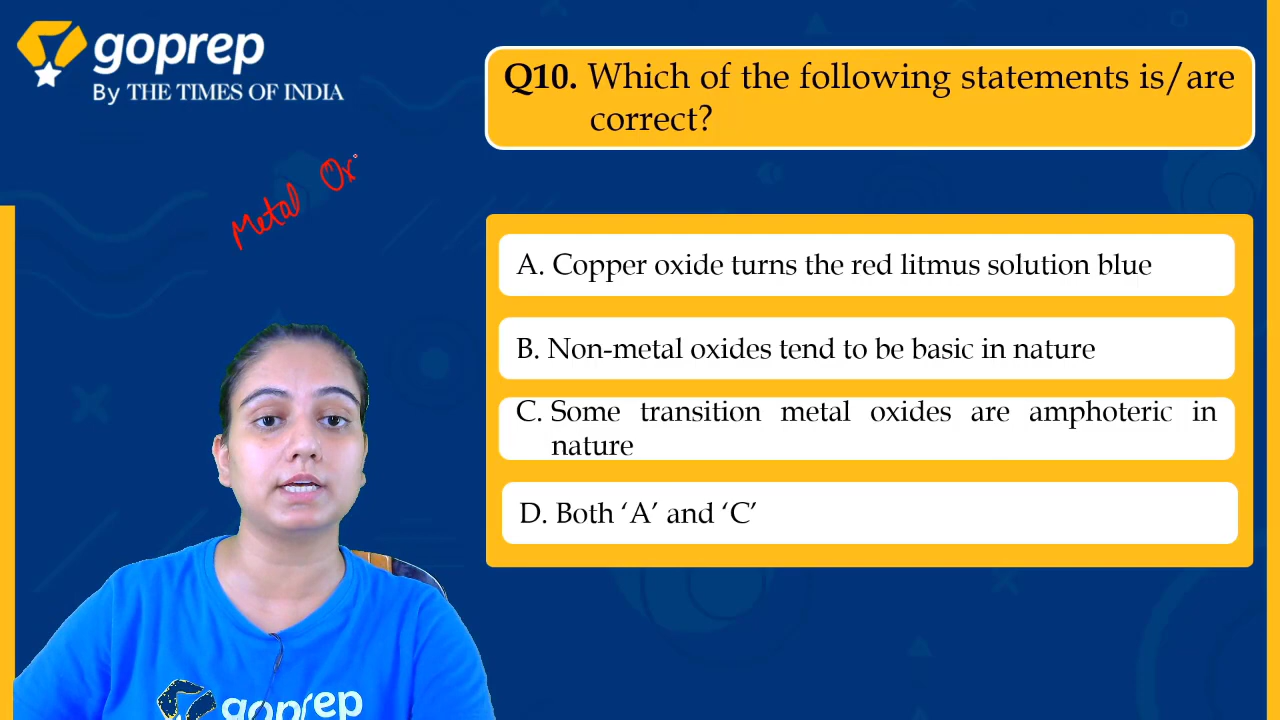 goprep
By THE TIMES OF INDIA
Q10. Which of the following statements is/are
correct?
Metal Ox
A. Copper oxide turns the red litmus solution blue
B. Non-metal oxides tend to be basic in nature
C. Some transition metal oxides are amphoteric in
nature
D. Both ‘A’ and ‘C’
goprep